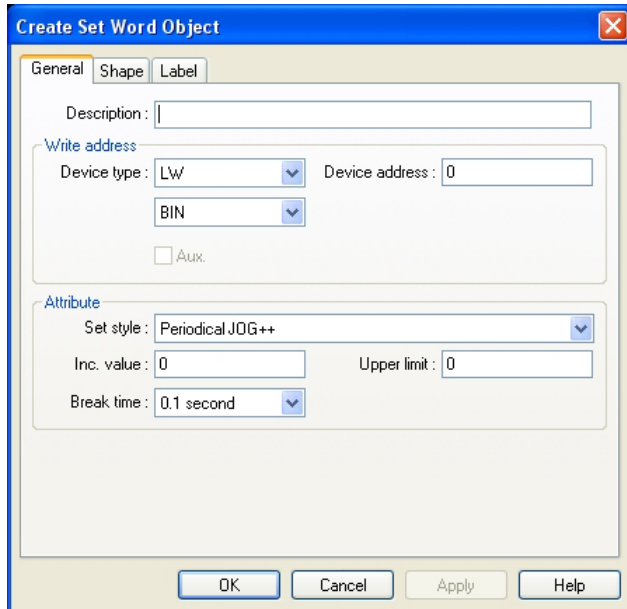 Create Set Word Object
General Shape Label
Description :
Write address
Device type : LW Device address : 0
BIN
Aux.
Attribute
Set style : Periodical JOG++
Inc. value : 0 Upper limit : 0
Break time : 0.1 second
OK Cancel Apply Help